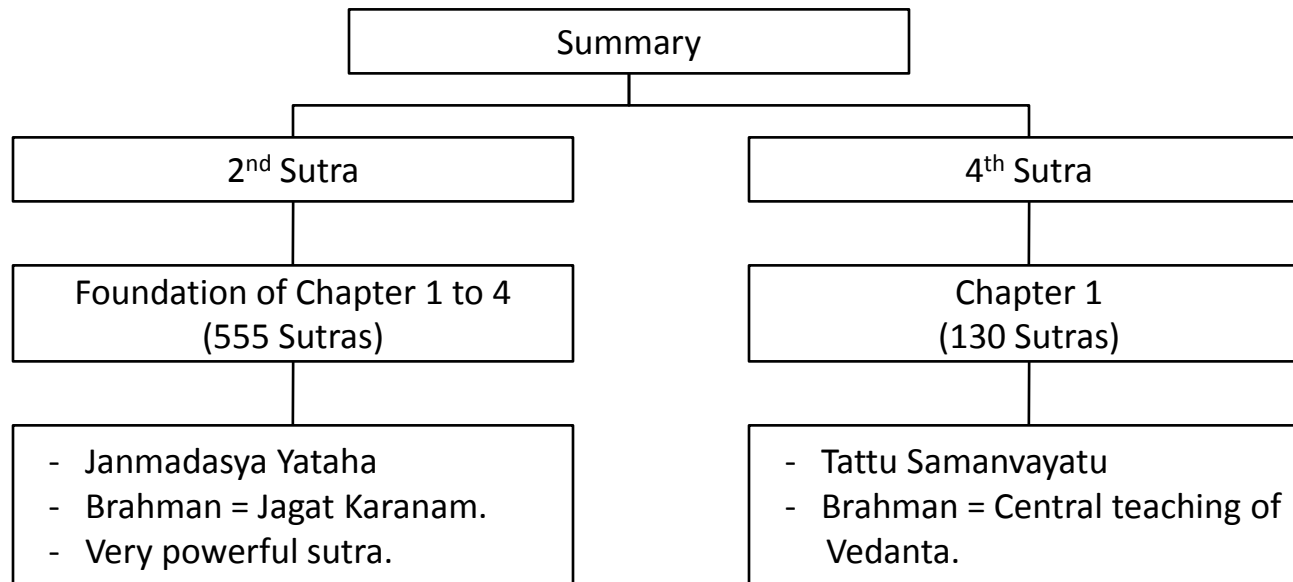 Summary
2nd Sutra
Foundation of Chapter 1 to 4
(555 Sutras)
- Janmadasya Yataha
- Brahman = Jagat Karanam.
- Very powerful sutra.
4th Sutra
Chapter 1
(130 Sutras)
- Tattu Samanvayatu
- Brahman = Central teaching of
Vedanta.